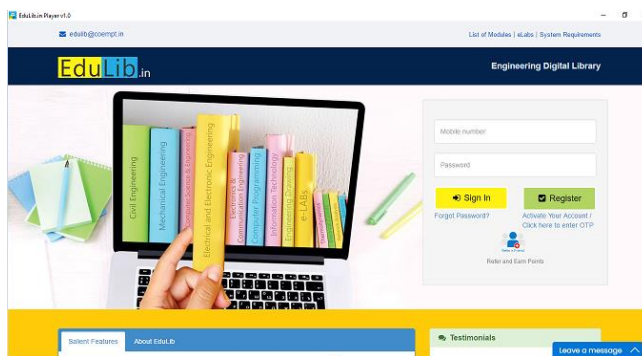 EduLib.in Player v1.0
edulib@coempt.in
List of Modules | eLabs | System Requirements
EduLib.in
Engineering Digital Library
Civil Engineering
Mechanical Engineering
Computer Science & Engineering
Electrical and Electronic Engineering
Electronics & Communication Engineering
Computer Programming
Information Technology
Engineering Drawing
e-LABs
Mobile number
Password
Sign In
Register
Forgot Password?
Activate Your Account /
Click here to enter OTP
Refer and Earn Points
Salient Features
About EduLib
Testimonials
Leave a message